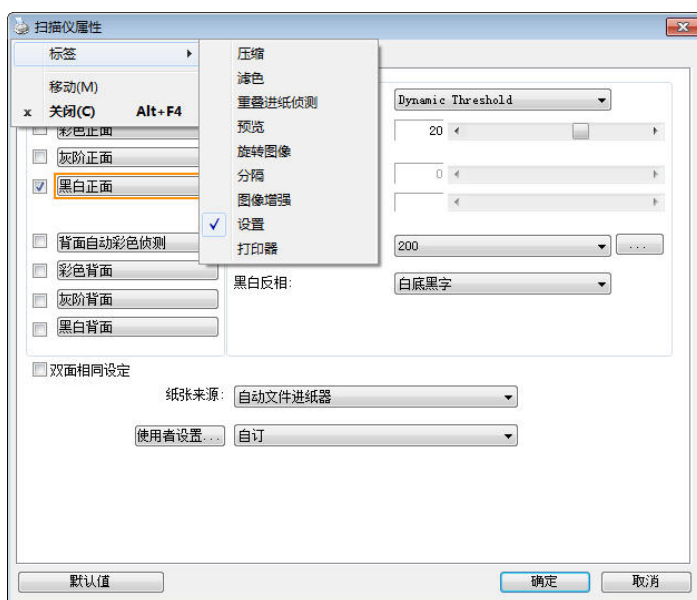 扫描仪属性
标签
移动(M)
x 关闭(C) Alt+F4
压缩
滤色
重叠进纸侦测
预览
旋转图像
分隔
图像增强
设置
打印器
彩色正面
灰阶正面
黑白正面
背面自动彩色侦测
彩色背面
灰阶背面
黑白背面
Dynamic Threshold
20
0
200
...
黑白反相:
白底黑字
双面相同设定
纸张来源:
自动文件进纸器
使用者设置...
自订
默认值
确定
取消